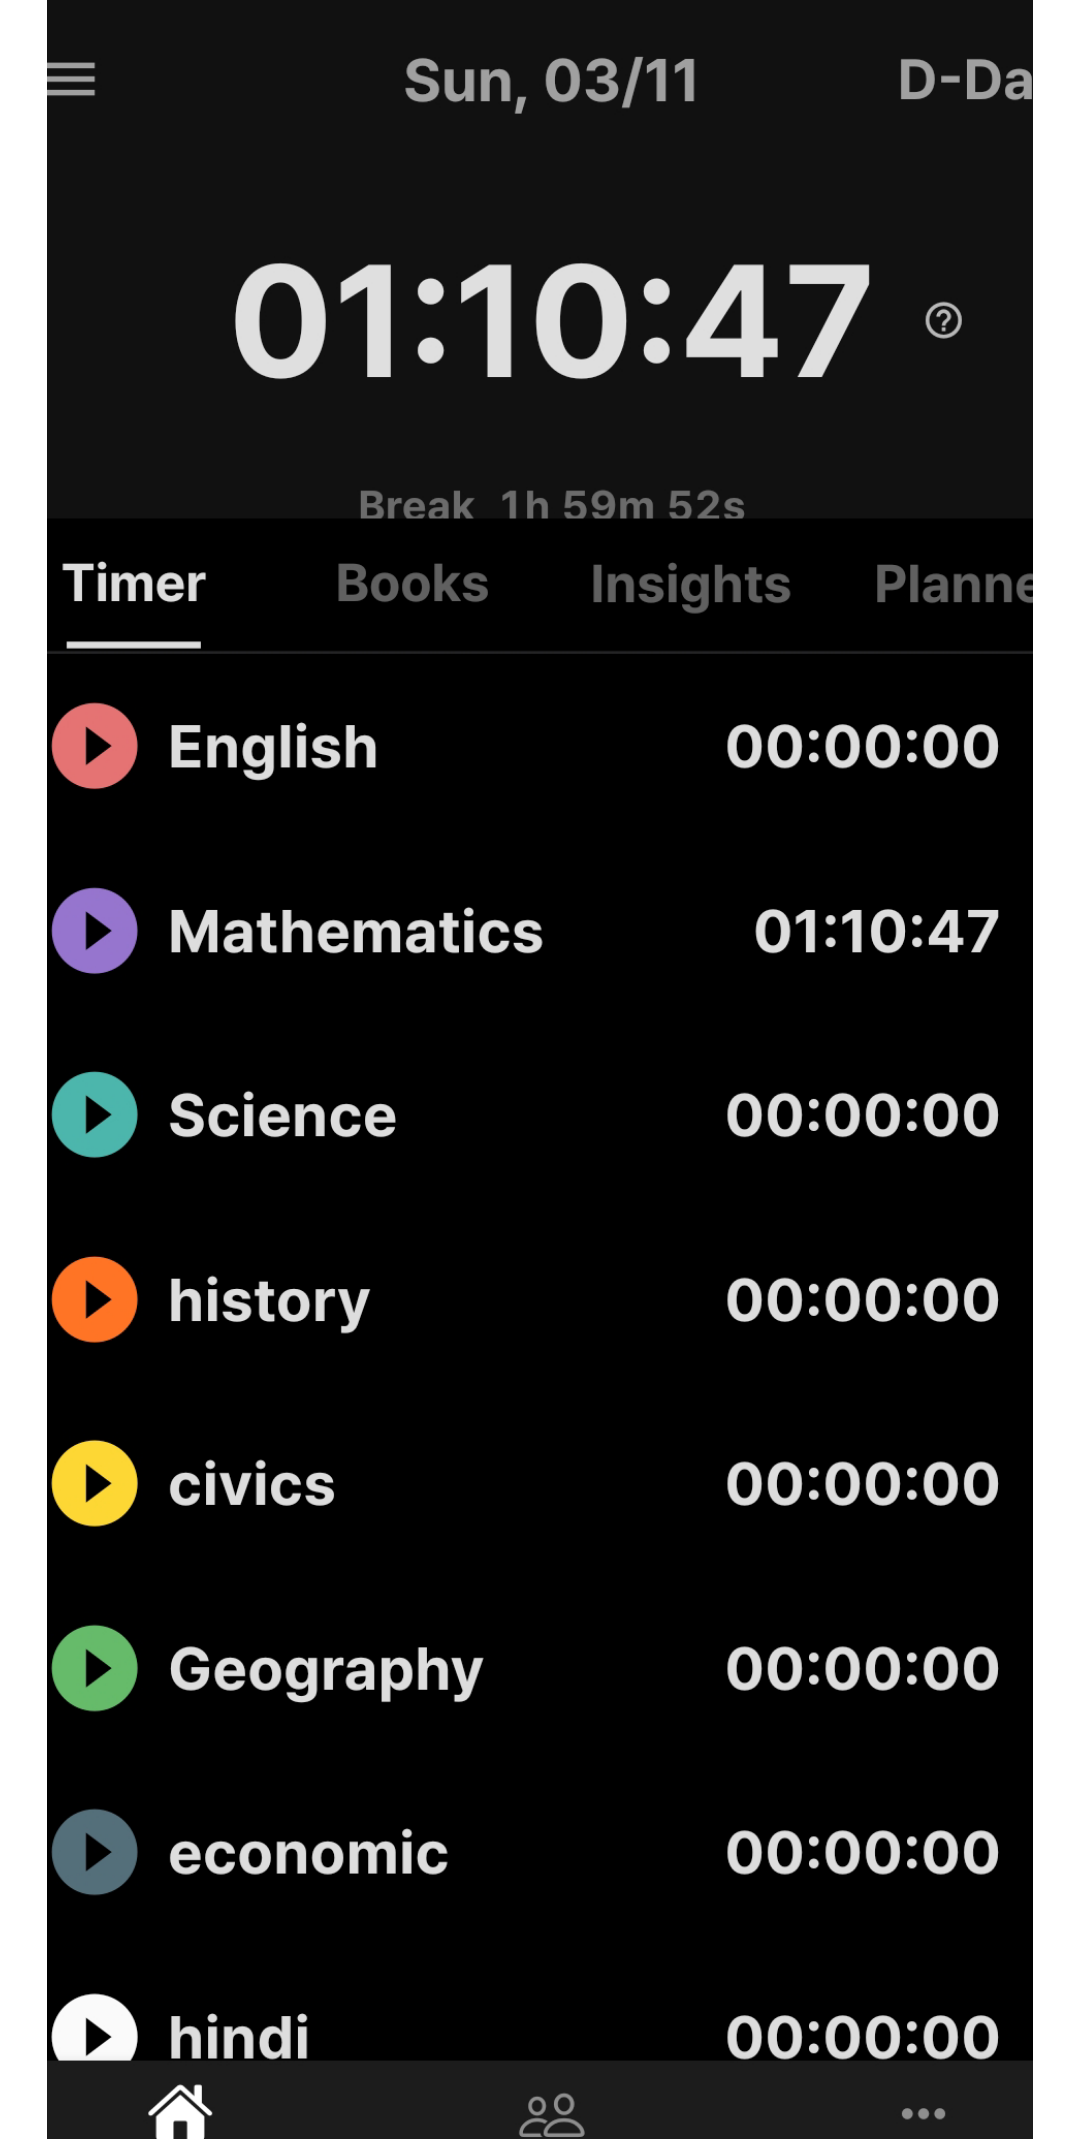 Sun, 03/11
D-Da
01:10:47
Break 1h 59m 52s
Timer Books Insights Planne
English 00:00:00
Mathematics 01:10:47
Science 00:00:00
history 00:00:00
civics 00:00:00
Geography 00:00:00
economic 00:00:00
hindi 00:00:00